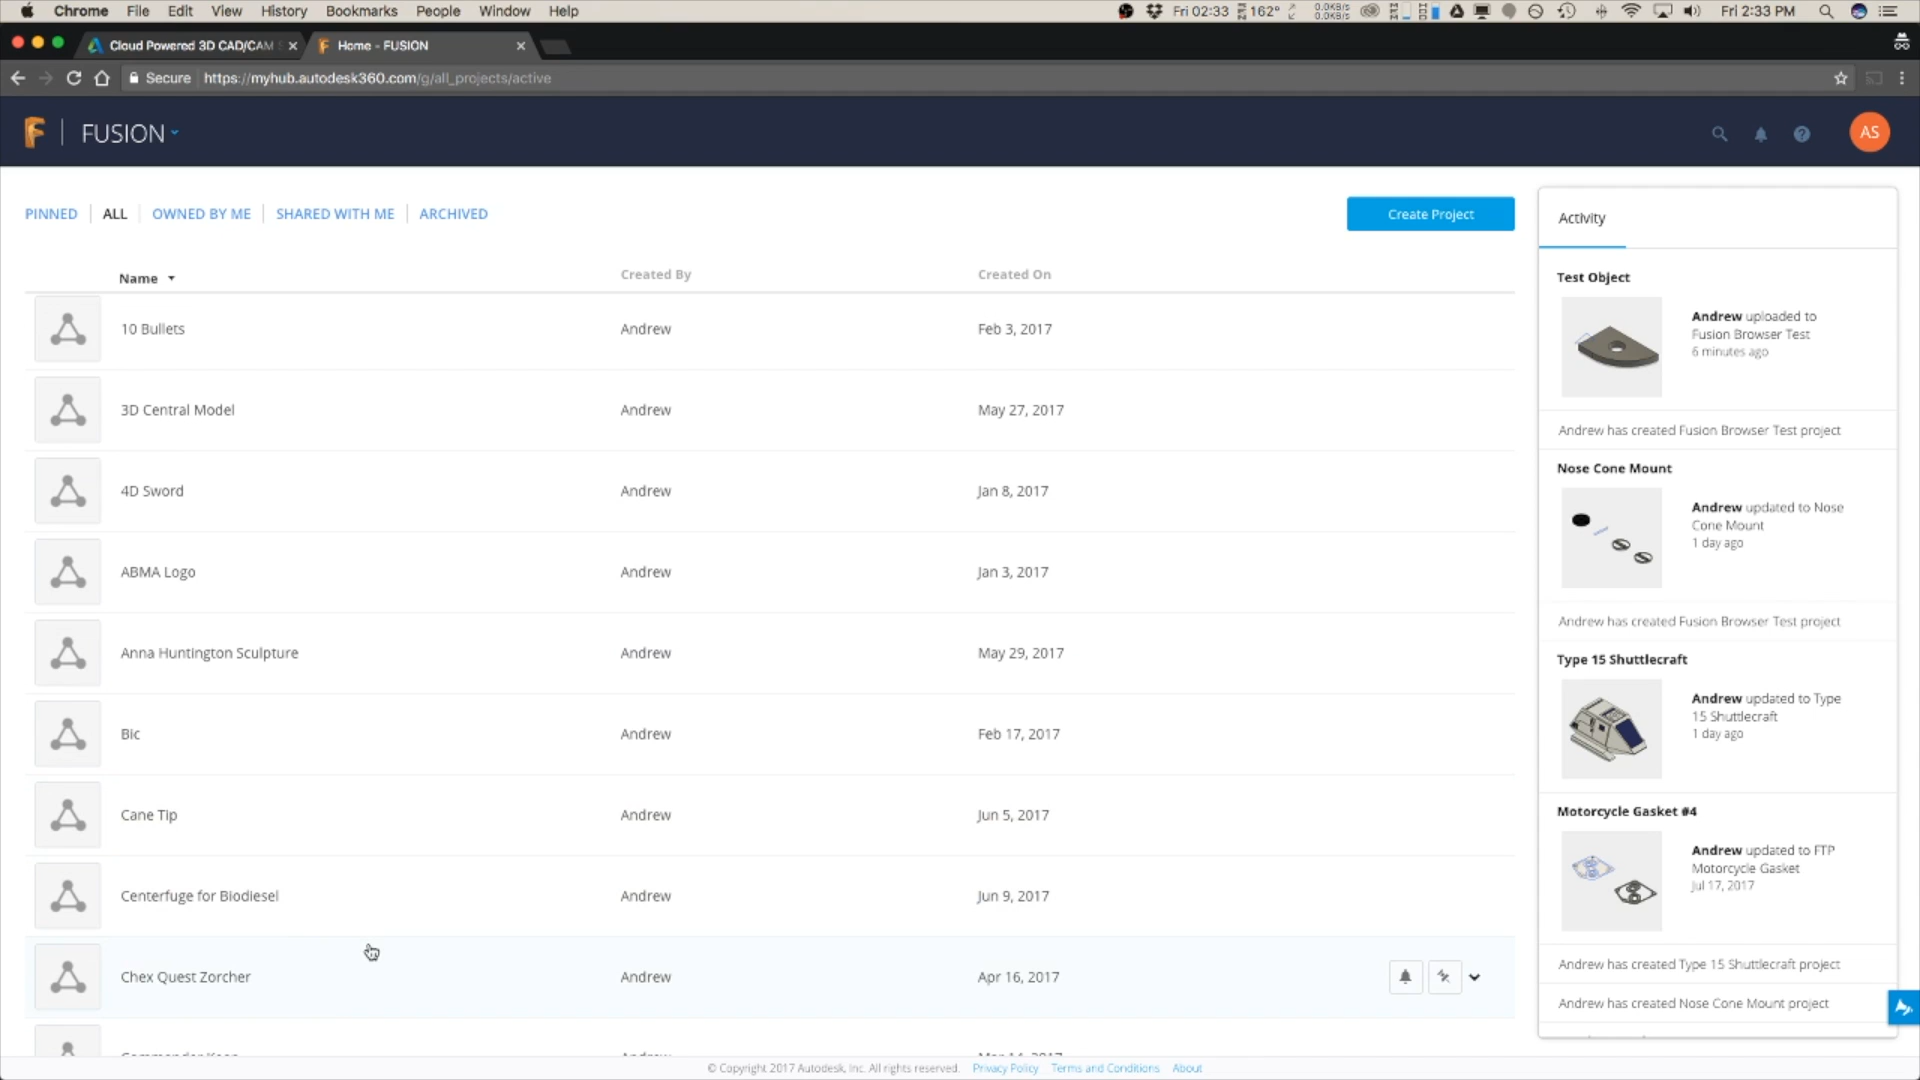 Chrome File Edit View History Bookmarks People Window Help
Fri 02:33 162° 0.0KB/s 0.0KB/s Fri 2:33 PM
Cloud Powered 3D CAD/CAM
Home - FUSION
Secure https://myhub.autodesk360.com/g/all_projects/active
F FUSION
AS
PINNED ALL OWNED BY ME SHARED WITH ME ARCHIVED
Create Project
Name Created By Created On
10 Bullets Andrew Feb 3, 2017
3D Central Model Andrew May 27, 2017
4D Sword Andrew Jan 8, 2017
ABMA Logo Andrew Jan 3, 2017
Anna Huntington Sculpture Andrew May 29, 2017
Bic Andrew Feb 17, 2017
Cane Tip Andrew Jun 5, 2017
Centerfuge for Biodiesel Andrew Jun 9, 2017
Chex Quest Zorcher Andrew Apr 16, 2017
Activity
Test Object
Andrew uploaded to
Fusion Browser Test
6 minutes ago
Andrew has created Fusion Browser Test project
Nose Cone Mount
Andrew updated to Nose
Cone Mount
1 day ago
Andrew has created Fusion Browser Test project
Type 15 Shuttlecraft
Andrew updated to Type
15 Shuttlecraft
1 day ago
Motorcycle Gasket #4
Andrew updated to FTP
Motorcycle Gasket
Jul 17, 2017
Andrew has created Type 15 Shuttlecraft project
Andrew has created Nose Cone Mount project
© Copyright 2017 Autodesk, Inc. All rights reserved. Privacy Policy Terms and Conditions About